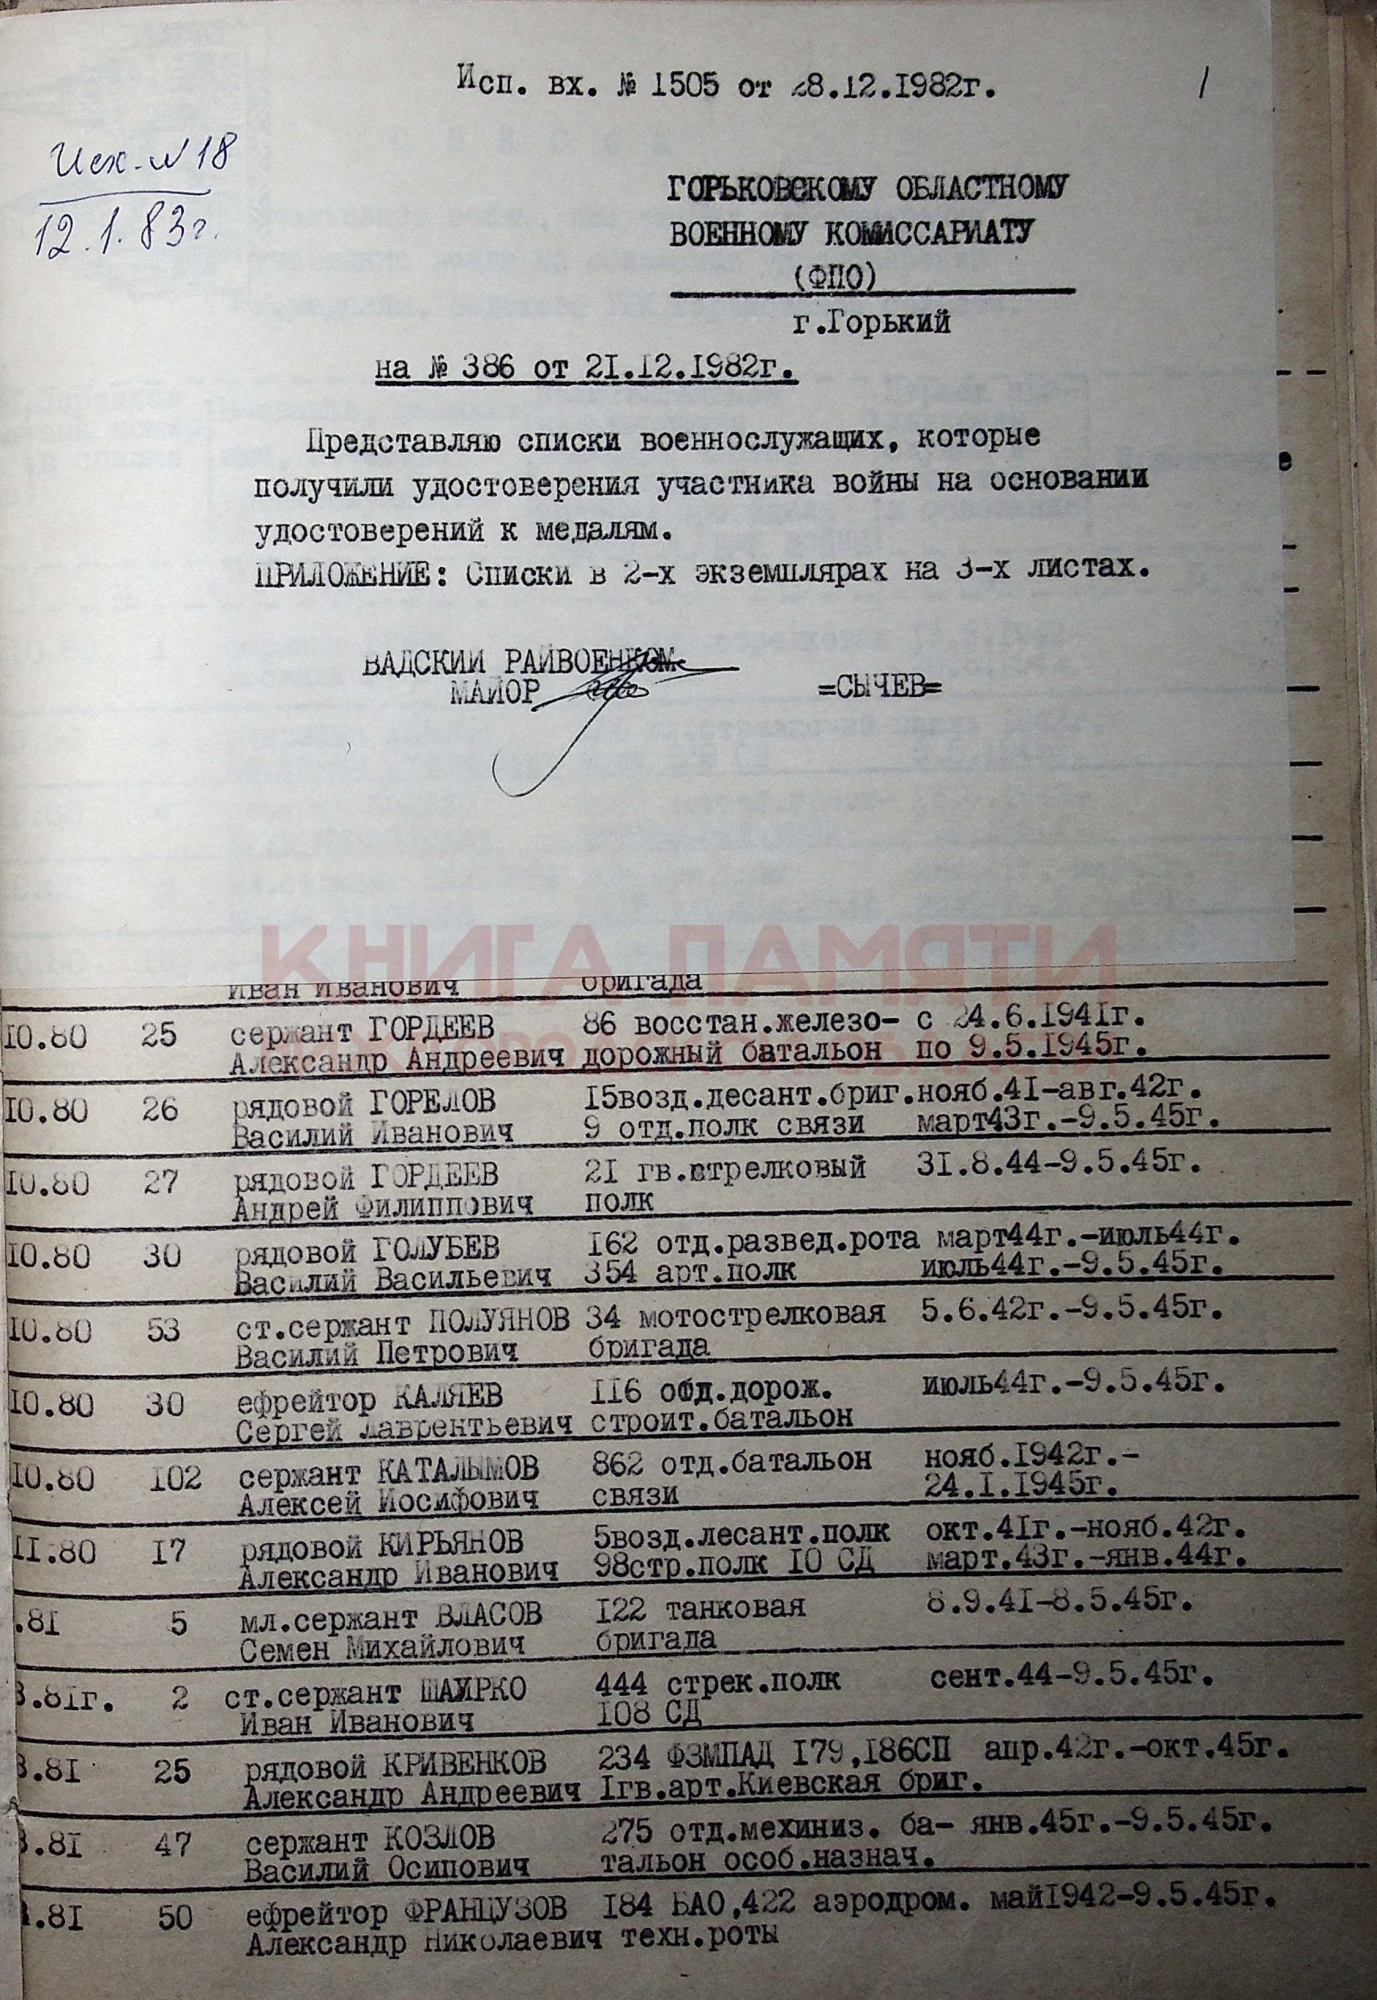 Исп. вх. № 1505 от 28.12.1982г.
1
Исх. N 18
12.1.83г.
ГОРЬКОВСКОМУ ОБЛАСТНОМУ
ВОЕННОМУ КОМИССАРИАТУ
(ФПО)
г.Горький
на № 386 от 21.12.1982г.
Представляю списки военнослужащих, которые
получили удостоверения участника войны на основании
удостоверений к медалям.
ПРИЛОЖЕНИЕ: Списки в 2-х экземплярах на 3-х листах.
ВАДСКИЙ РАЙВОЕНКОМ
МАЙОР =СЫЧЕВ=
КНИГА ПАМЯТИ
Иван Иванович бригада
10.80 25 сержант ГОРДЕЕВ 86 восстан.железо- с 24.6.1941г.
Александр Андреевич дорожный батальон по 9.5.1945г.
10.80 26 рядовой ГОРЕЛОВ 15возд.десант.бриг.нояб.41-авг.42г.
Василий Иванович 9 отд.полк связи март43г.-9.5.45г.
10.80 27 рядовой ГОРДЕЕВ 21 гв.стрелковый 31.8.44-9.5.45г.
Андрей Филиппович полк
10.80 30 рядовой ГОЛУБЕВ 162 отд.развед.рота март44г.-июль44г.
Василий Васильевич 354 арт.полк июль44г.-9.5.45г.
10.80 53 ст.сержант ПОЛУЯНОВ 34 мотострелковая 5.6.42г.-9.5.45г.
Василий Петрович бригада
10.80 30 ефрейтор КАЛЯЕВ 116 обд.дорож. июль44г.-9.5.45г.
Сергей Лаврентьевич строит.батальон
10.80 102 сержант КАТАЛЫМОВ 862 отд.батальон нояб.1942г.-
Алексей Иосифович связи 24.1.1945г.
11.80 17 рядовой КИРЬЯНОВ 5возд.лесант.полк окт.41г.-нояб.42г.
Александр Иванович 98стр.полк 10 СД март.43г.-янв.44г.
.81 5 мл.сержант ВЛАСОВ 122 танковая 8.9.41-8.5.45г.
Семен Михайлович бригада
3.81г. 2 ст.сержант ШАИРКО 444 стрек.полк сент.44-9.5.45г.
Иван Иванович 108 СД
3.81 25 рядовой КРИВЕНКОВ 234 ФЗМПАД 179,186СП апр.42г.-окт.45г.
Александр Андреевич 1гв.арт.Киевская бриг.
3.81 47 сержант КОЗЛОВ 275 отд.мехиниз. ба- янв.45г.-9.5.45г.
Василий Осипович тальон особ.назнач.
.81 50 ефрейтор ФРАНЦУЗОВ 184 БАО,422 аэродром. май1942-9.5.45г.
Александр Николаевич техн.роты